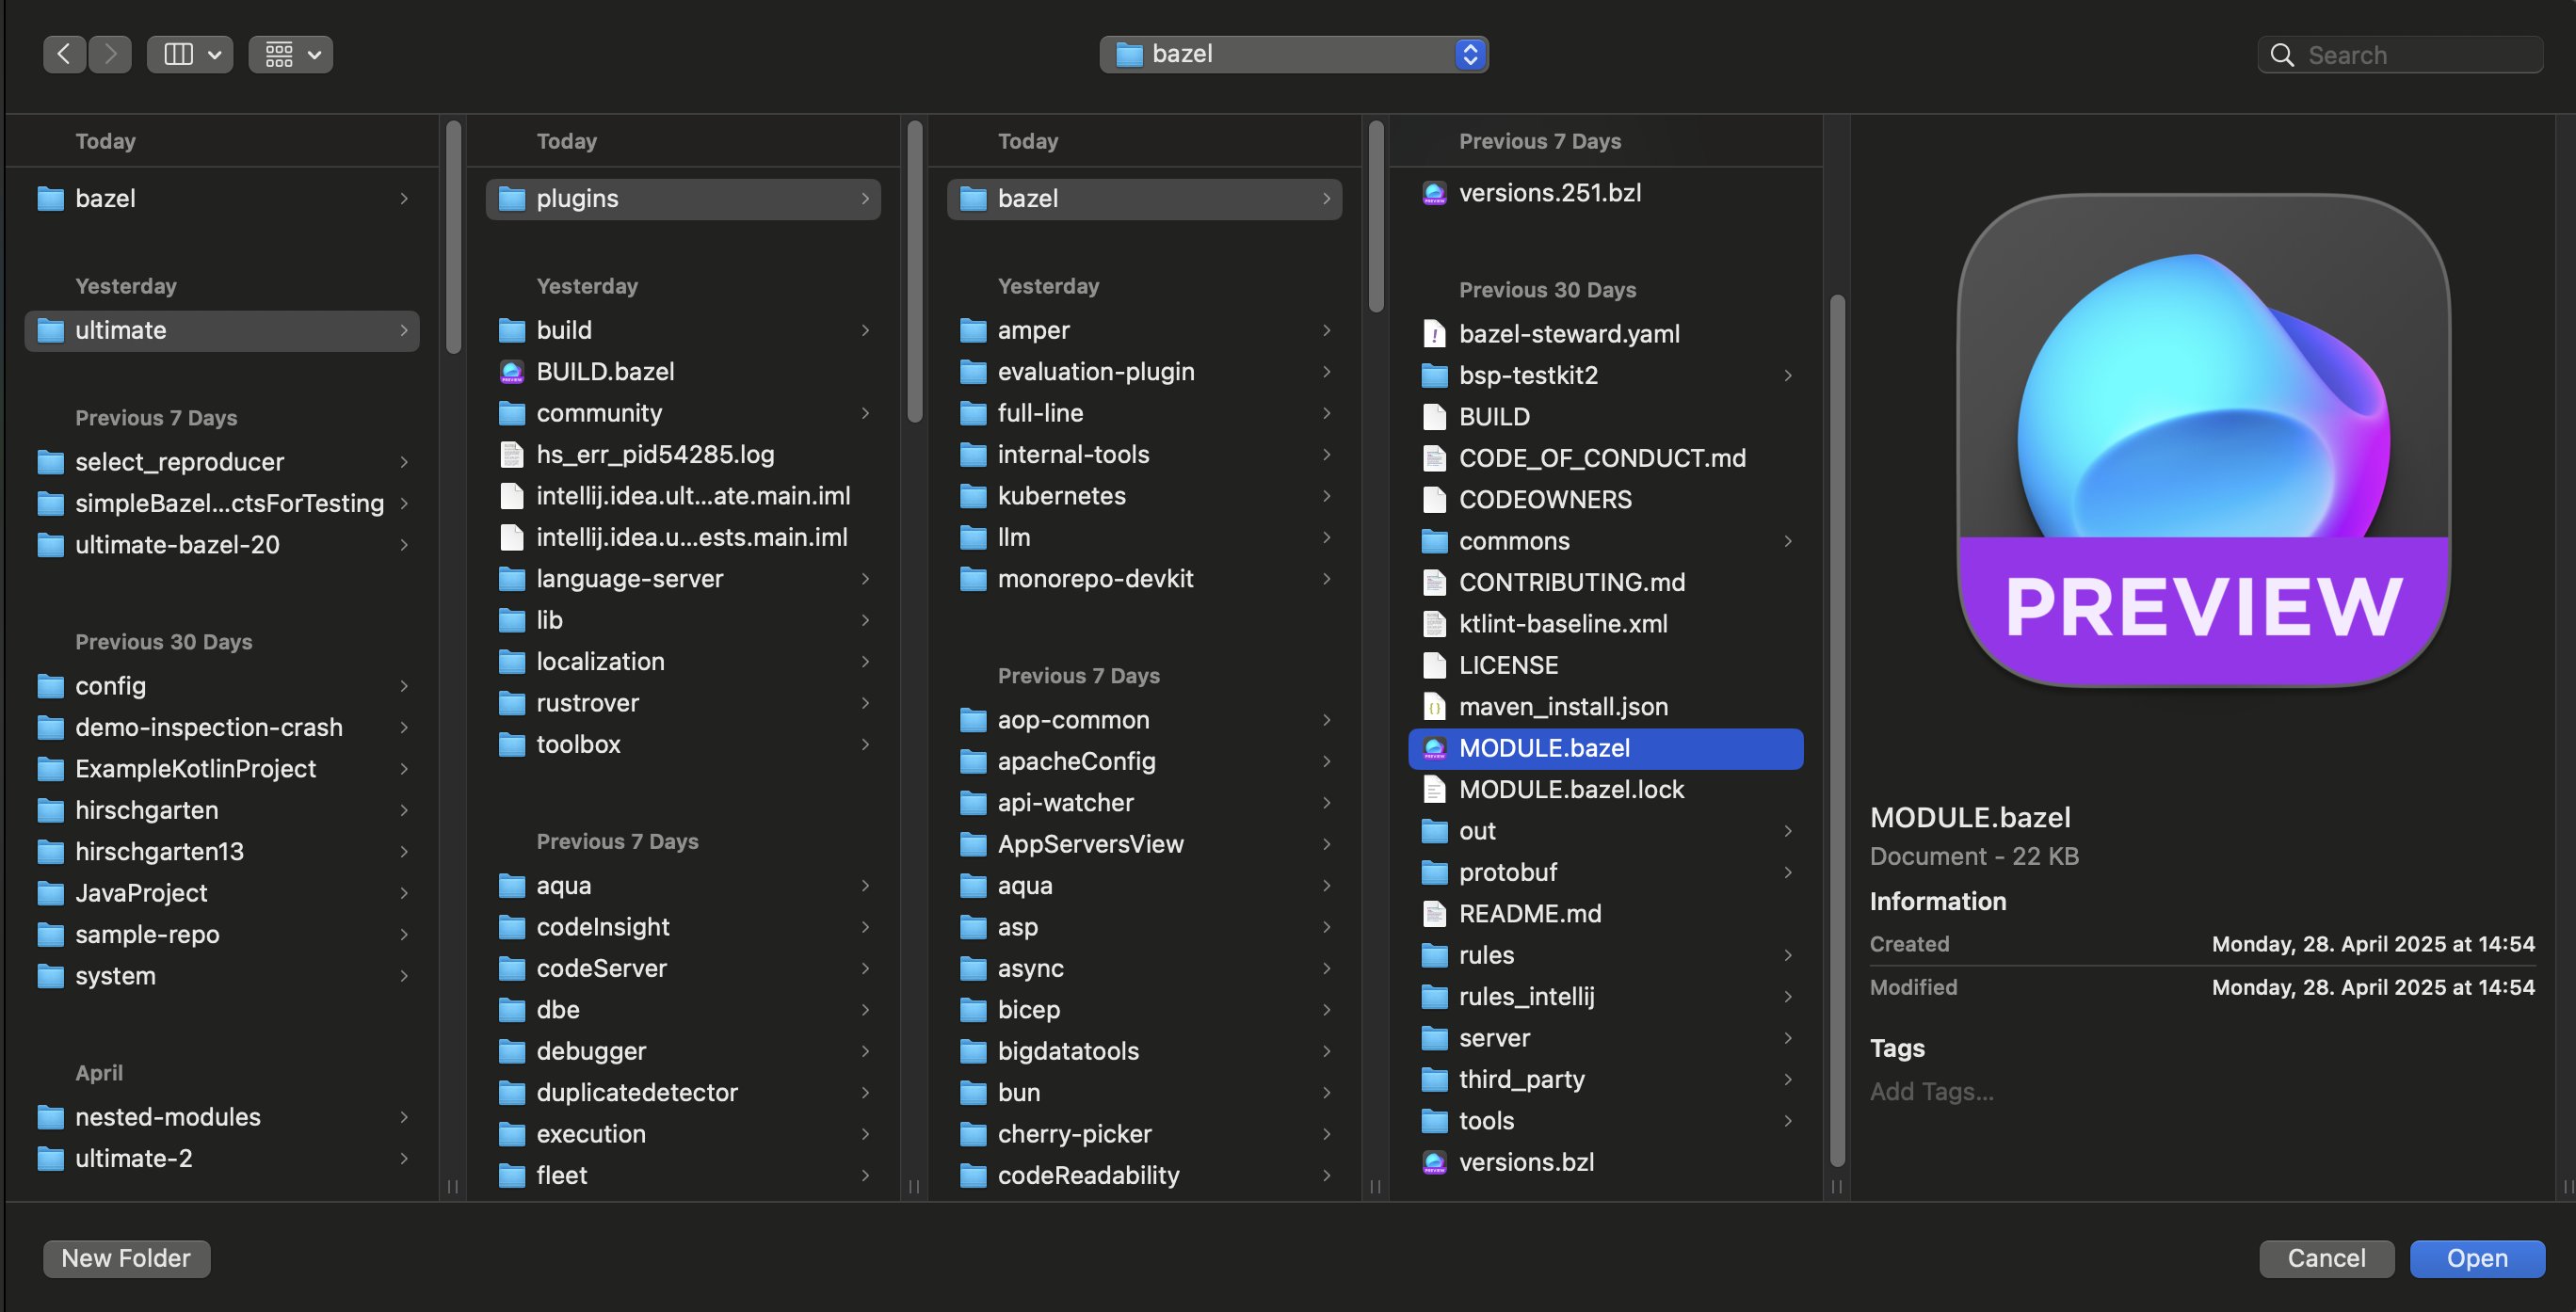 bazel
Search
Today
bazel
Yesterday
ultimate
Previous 7 Days
select_reproducer
simpleBazel...ctsForTesting
ultimate-bazel-20
Previous 30 Days
config
demo-inspection-crash
ExampleKotlinProject
hirschgarten
hirschgarten13
JavaProject
sample-repo
system
April
nested-modules
ultimate-2
Today
plugins
Yesterday
build
BUILD.bazel
community
hs_err_pid54285.log
intellij.idea.ult...ate.main.iml
intellij.idea.u...ests.main.iml
language-server
lib
localization
rustrover
toolbox
Previous 7 Days
aqua
codeInsight
codeServer
dbe
debugger
duplicatedetector
execution
fleet
Today
bazel
Yesterday
amper
evaluation-plugin
full-line
internal-tools
kubernetes
llm
monorepo-devkit
Previous 7 Days
aop-common
apacheConfig
api-watcher
AppServersView
aqua
asp
async
bicep
bigdatatools
bun
cherry-picker
codeReadability
Previous 7 Days
versions.251.bzl
Previous 30 Days
bazel-steward.yaml
bsp-testkit2
BUILD
CODE_OF_CONDUCT.md
CODEOWNERS
commons
CONTRIBUTING.md
ktlint-baseline.xml
LICENSE
maven_install.json
MODULE.bazel
MODULE.bazel.lock
out
protobuf
README.md
rules
rules_intellij
server
third_party
tools
versions.bzl
PREVIEW
MODULE.bazel
Document - 22 KB
Information
Created Monday, 28. April 2025 at 14:54
Modified Monday, 28. April 2025 at 14:54
Tags
Add Tags...
New Folder
Cancel
Open